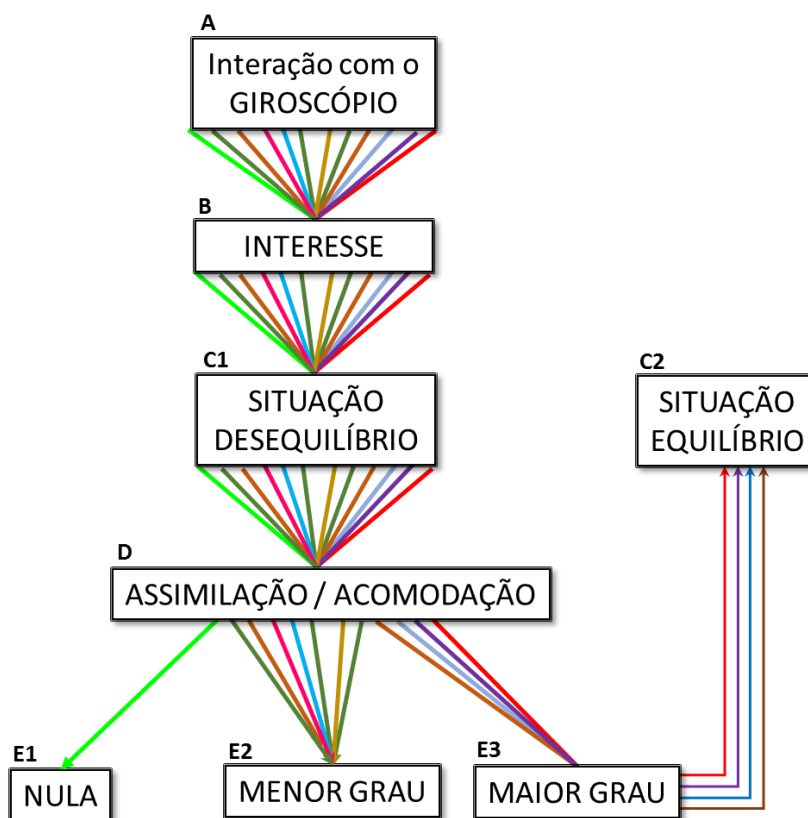 A
Interação com o
GIROSCÓPIO
B
INTERESSE
C1
SITUAÇÃO
DESEQUILÍBRIO
C2
SITUAÇÃO
EQUILÍBRIO
D
ASSIMILAÇÃO / ACOMODAÇÃO
E1
NULA
E2
MENOR GRAU
E3
MAIOR GRAU